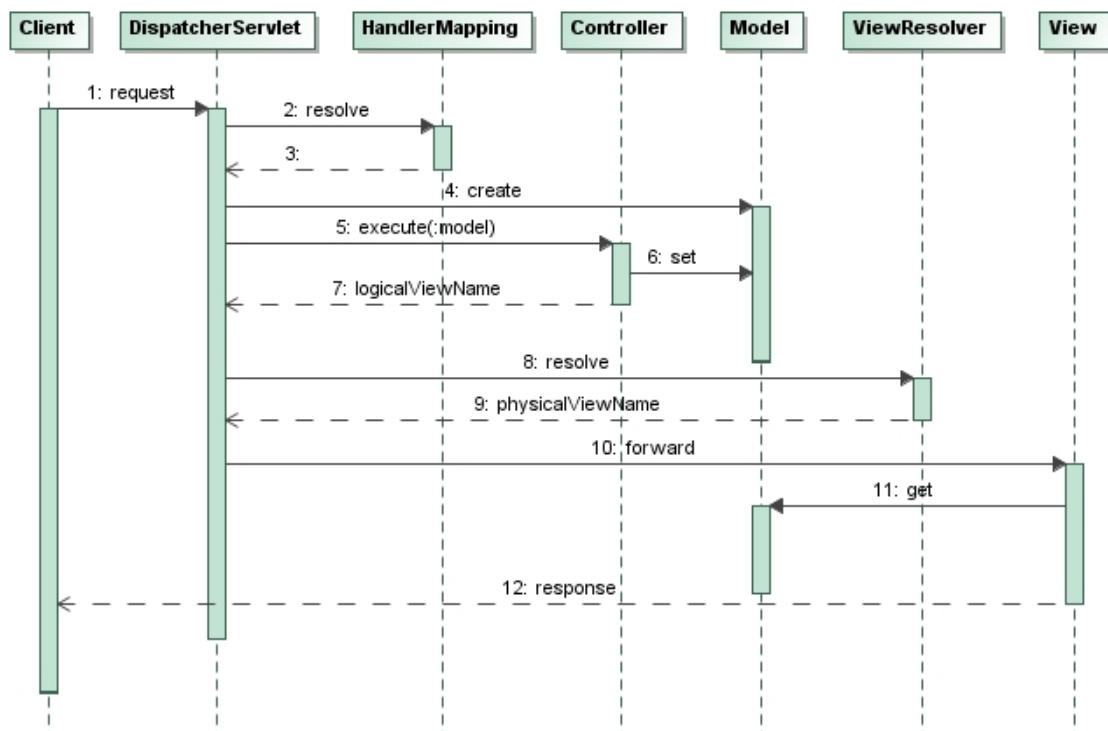 Client DispatcherServlet HandlerMapping Controller Model ViewResolver View
1: request
2: resolve
3:
4: create
5: execute(:model)
6: set
7: logicalViewName
8: resolve
9: physicalViewName
10: forward
11: get
12: response